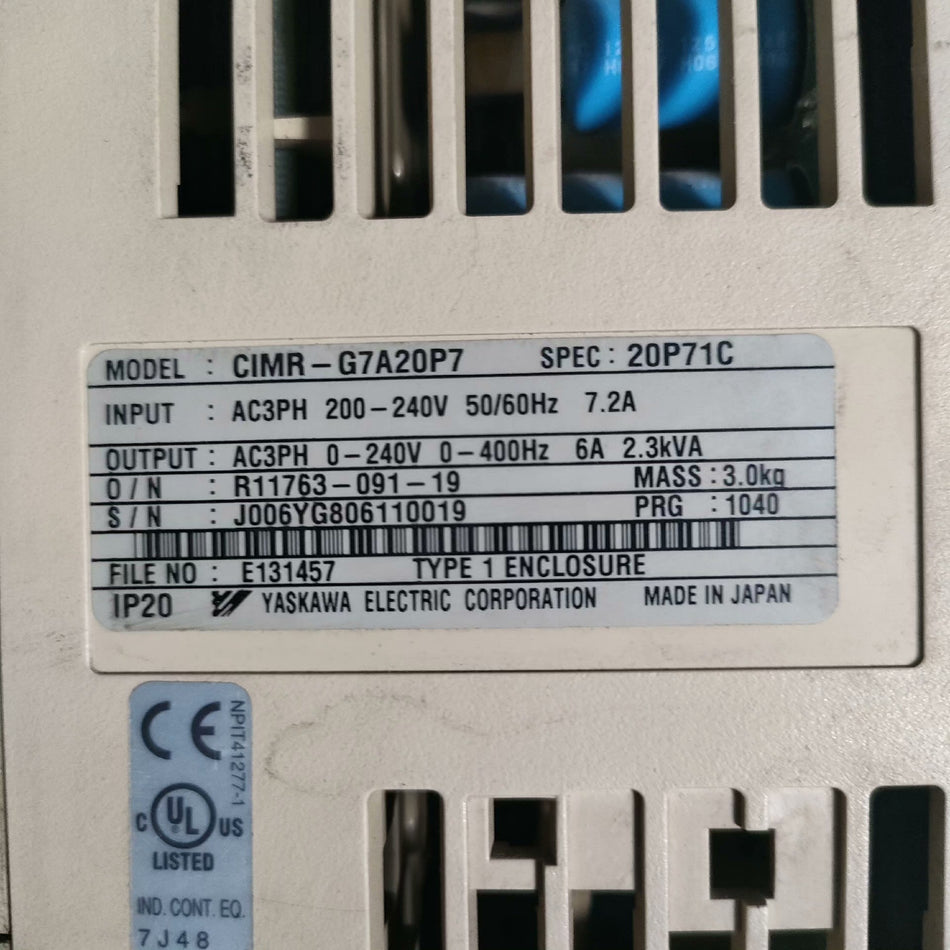 MODEL : CIMR-G7A20P7 SPEC: 20P71C
INPUT : AC3PH 200-240V 50/60Hz 7.2A
OUTPUT : AC3PH 0-240V 0-400Hz 6A 2.3kVA
O/N : R11763-091-19 MASS : 3.0kg
S/N : J006YG806110019 PRG : 1040
FILE NO : E131457 TYPE 1 ENCLOSURE
IP20 YASKAWA ELECTRIC CORPORATION MADE IN JAPAN
CE
NPIT41277-1
C UL ® US
LISTED
IND. CONT. EQ.
7J48